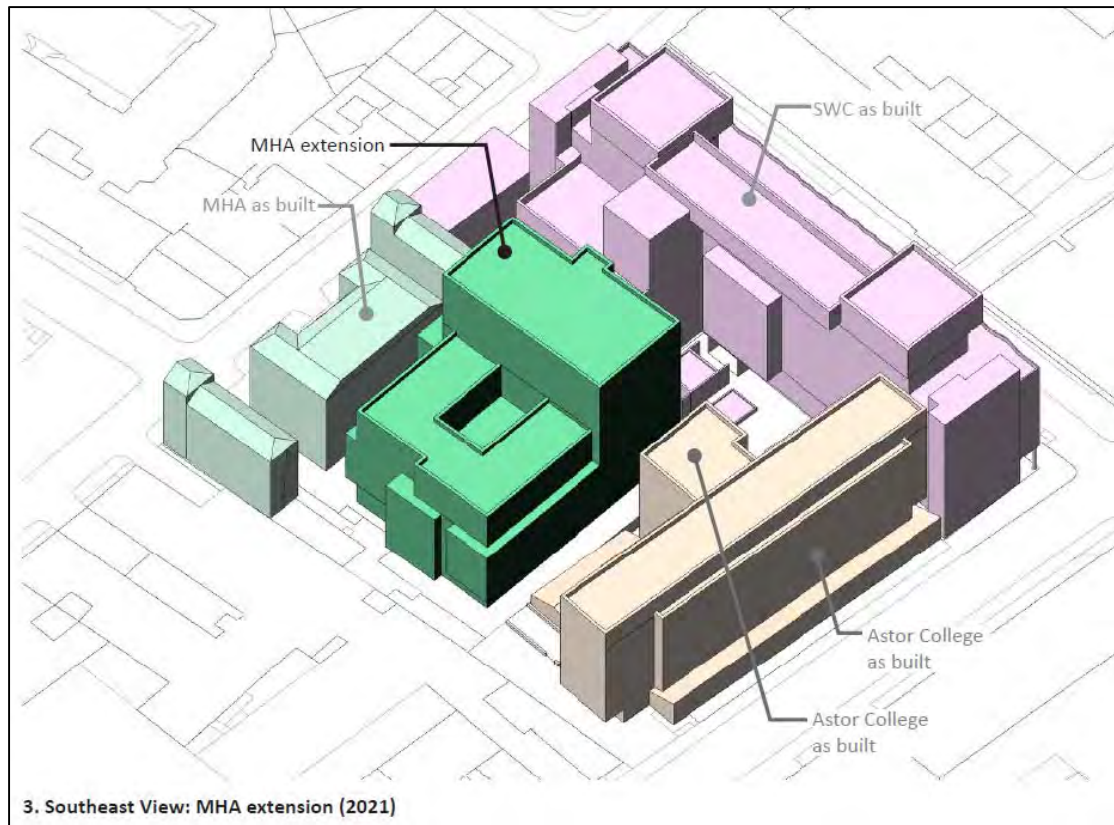 SWC as built
MHA extension
MHA as built
Astor College
as built
Astor College
as built
3. Southeast View: MHA extension (2021)